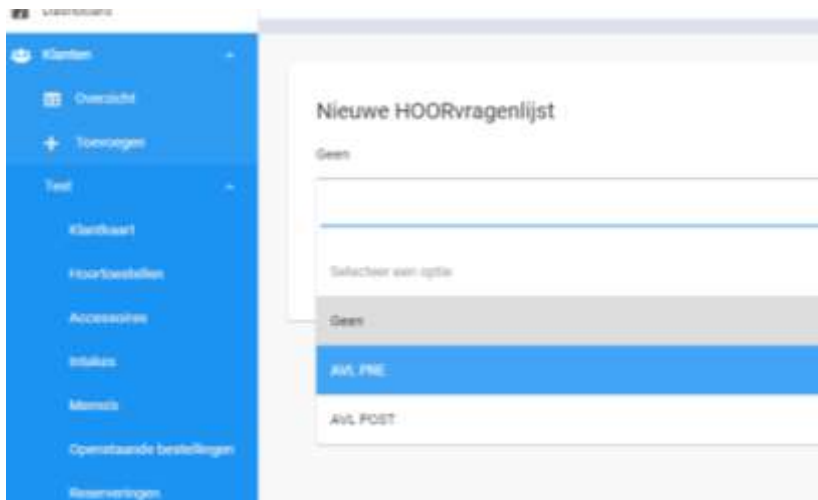 Dashboard
Klanten
Overzicht
Toevoegen
Test
Klantkaart
Hoortoestellen
Accessoires
Intakes
Memo's
Openstaande bestellingen
Reserveringen
Nieuwe HOORvragenlijst
Geen
Selecteer een optie
Geen
AVL PRE
AVL POST